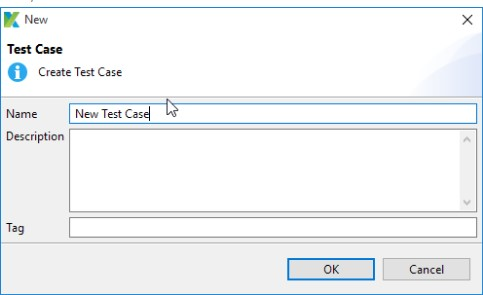 New
Test Case
Create Test Case
Name New Test Case
Description
Tag
OK Cancel